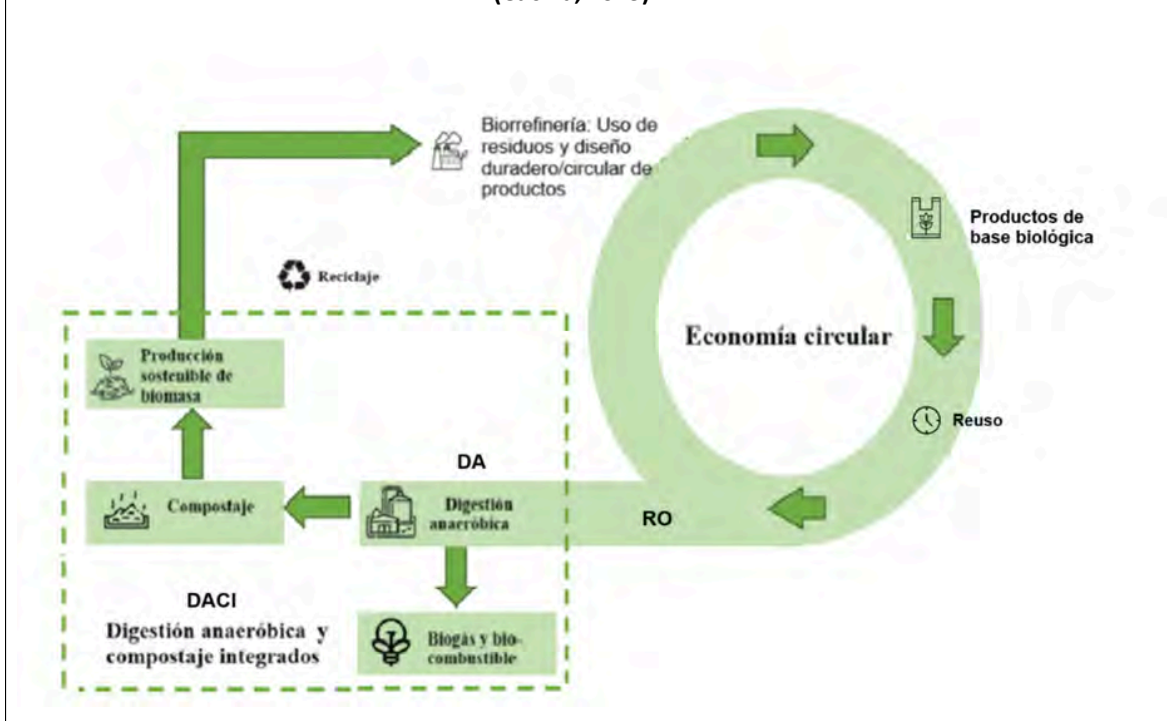 Biorrefinería: Uso de
residuos y diseño
duradero/circular de
productos
Productos de
base biológica
Reciclaje
Economía circular
Producción
sostenible de
biomasa
Reuso
DA
Compostaje
Digestión
anaeróbica
RO
DACI
Digestión anaeróbica y
compostaje integrados
Biogás y bio-
combustible